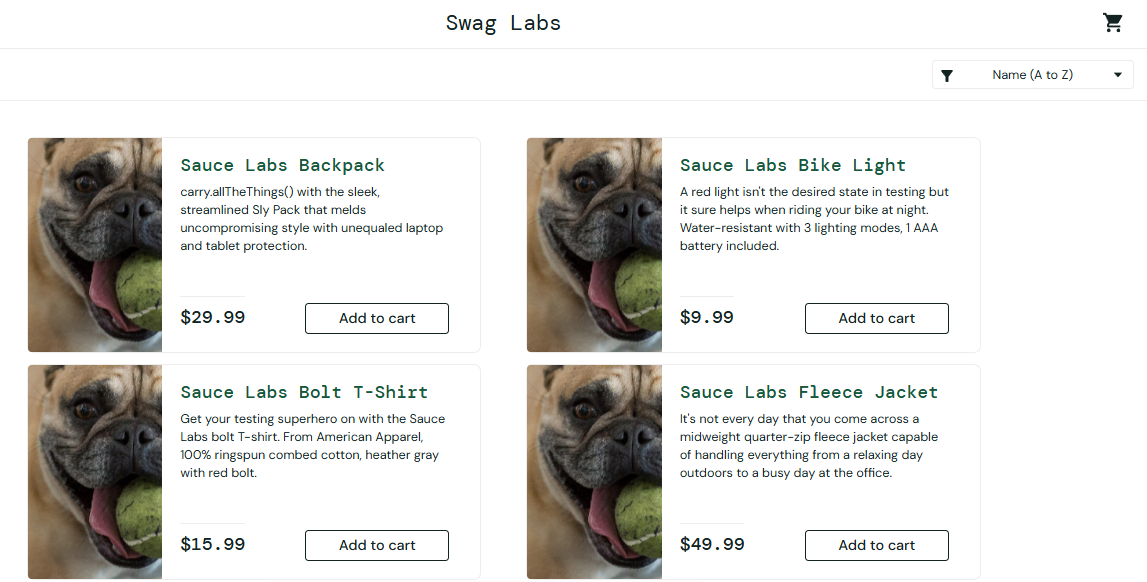 Swag Labs
Name (A to Z)
Sauce Labs Backpack
carry.allTheThings() with the sleek,
streamlined Sly Pack that melds
uncompromising style with unequaled laptop
and tablet protection.
$29.99
Add to cart
Sauce Labs Bike Light
A red light isn't the desired state in testing but
it sure helps when riding your bike at night.
Water-resistant with 3 lighting modes, 1 AAA
battery included.
$9.99
Add to cart
Sauce Labs Bolt T-Shirt
Get your testing superhero on with the Sauce
Labs bolt T-shirt. From American Apparel,
100% ringspun combed cotton, heather gray
with red bolt.
$15.99
Add to cart
Sauce Labs Fleece Jacket
It's not every day that you come across a
midweight quarter-zip fleece jacket capable
of handling everything from a relaxing day
outdoors to a busy day at the office.
$49.99
Add to cart